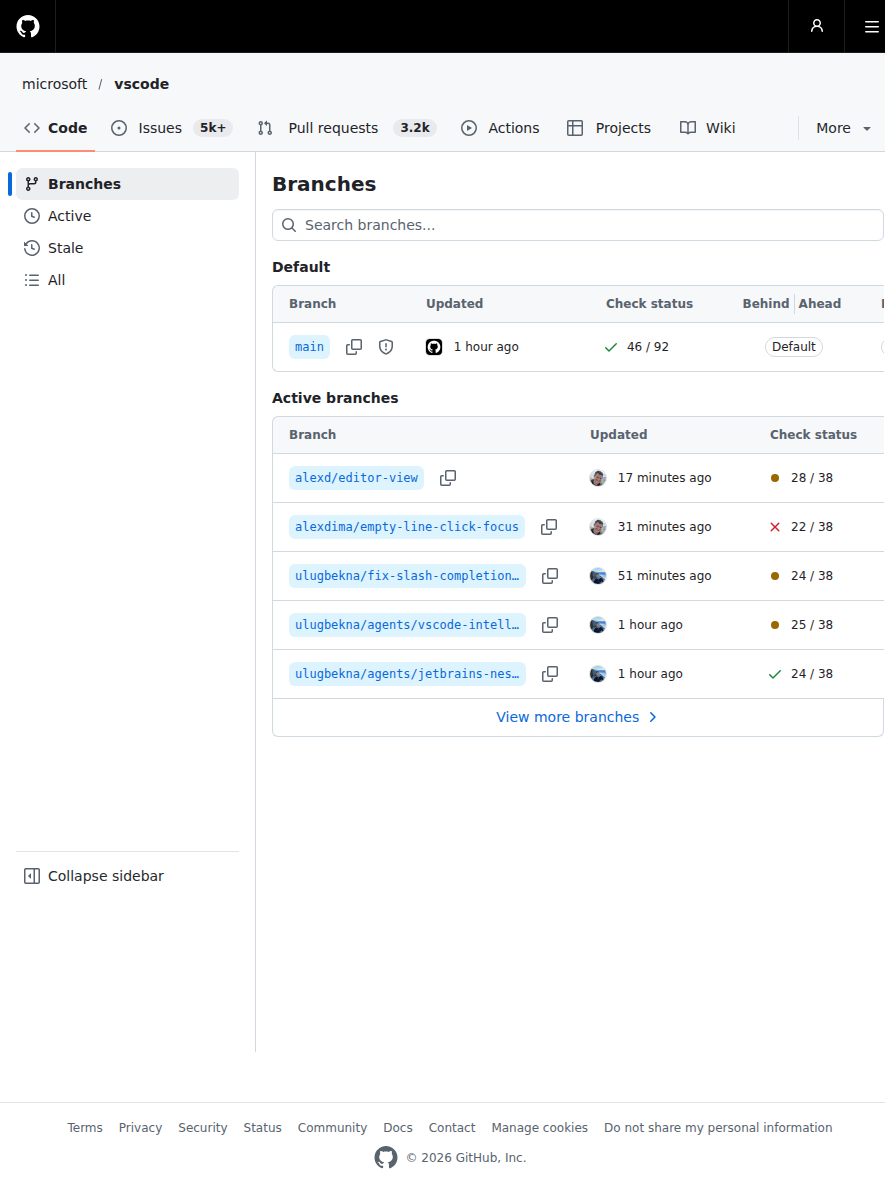 microsoft / vscode
Code Issues 5k+ Pull requests 3.2k Actions Projects Wiki More
Branches
Active
Stale
All
Collapse sidebar
Branches
Search branches...
Default
Branch Updated Check status Behind Ahead
main 1 hour ago 46 / 92 Default
Active branches
Branch Updated Check status
alexd/editor-view 17 minutes ago 28 / 38
alexdima/empty-line-click-focus 31 minutes ago 22 / 38
ulugbekna/fix-slash-completion… 51 minutes ago 24 / 38
ulugbekna/agents/vscode-intell… 1 hour ago 25 / 38
ulugbekna/agents/jetbrains-nes… 1 hour ago 24 / 38
View more branches
Terms Privacy Security Status Community Docs Contact Manage cookies Do not share my personal information
© 2026 GitHub, Inc.